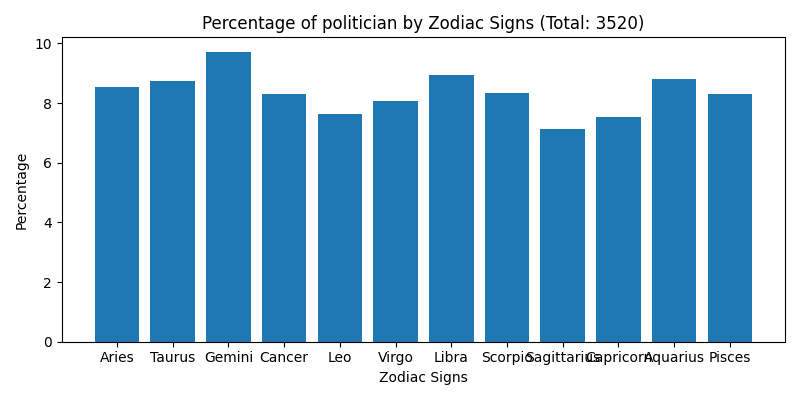 Percentage of politician by Zodiac Signs (Total: 3520)
Percentage
10
8
6
4
2
0
Aries Taurus Gemini Cancer Leo Virgo Libra Scorpio Sagittarius Capricorn Aquarius Pisces
Zodiac Signs